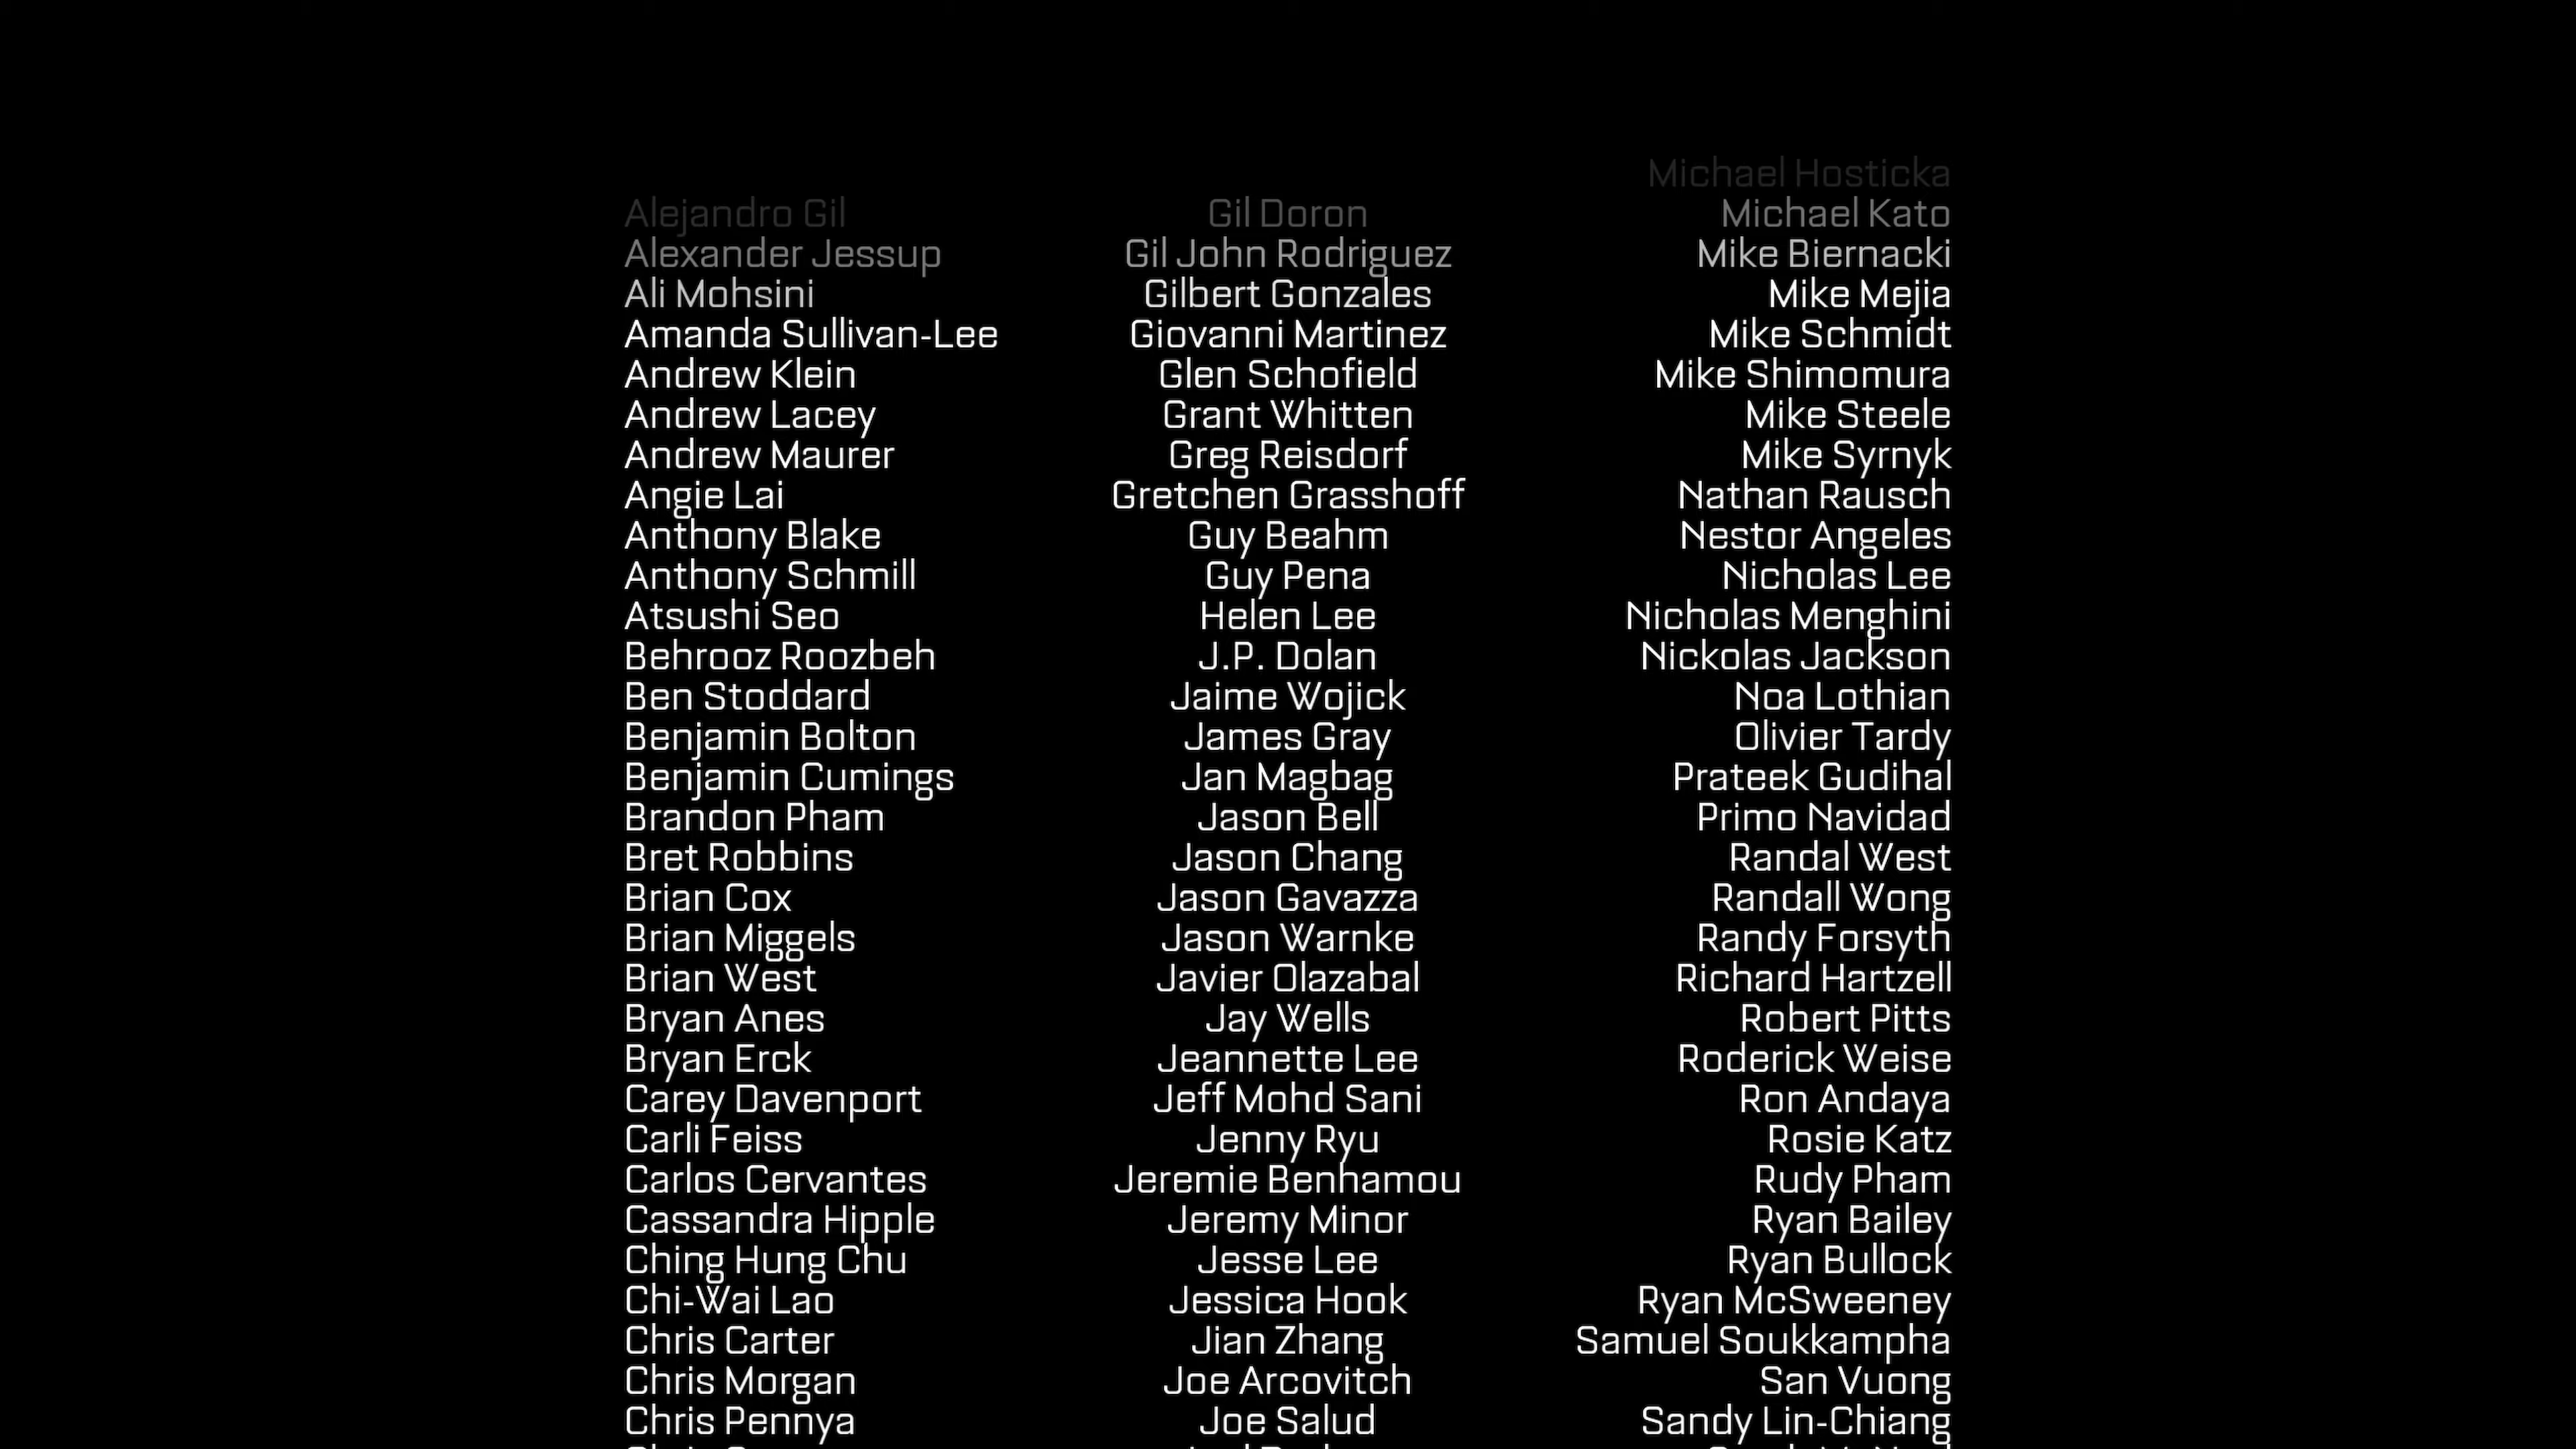 Michael Hosticka
Alejandro Gil Gil Doron Michael Kato
Alexander Jessup Gil John Rodriguez Mike Biernacki
Ali Mohsini Gilbert Gonzales Mike Mejia
Amanda Sullivan-Lee Giovanni Martinez Mike Schmidt
Andrew Klein Glen Schofield Mike Shimomura
Andrew Lacey Grant Whitten Mike Steele
Andrew Maurer Greg Reisdorf Mike Syrnyk
Angie Lai Gretchen Grasshoff Nathan Rausch
Anthony Blake Guy Beahm Nestor Angeles
Anthony Schmill Guy Pena Nicholas Lee
Atsushi Seo Helen Lee Nicholas Menghini
Behrooz Roozbeh J.P. Dolan Nickolas Jackson
Ben Stoddard Jaime Wojick Noa Lothian
Benjamin Bolton James Gray Olivier Tardy
Benjamin Cumings Jan Magbag Prateek Gudihal
Brandon Pham Jason Bell Primo Navidad
Bret Robbins Jason Chang Randal West
Brian Cox Jason Gavazza Randall Wong
Brian Miggels Jason Warnke Randy Forsyth
Brian West Javier Olazabal Richard Hartzell
Bryan Anes Jay Wells Robert Pitts
Bryan Erck Jeannette Lee Roderick Weise
Carey Davenport Jeff Mohd Sani Ron Andaya
Carli Feiss Jenny Ryu Rosie Katz
Carlos Cervantes Jeremie Benhamou Rudy Pham
Cassandra Hipple Jeremy Minor Ryan Bailey
Ching Hung Chu Jesse Lee Ryan Bullock
Chi-Wai Lao Jessica Hook Ryan McSweeney
Chris Carter Jian Zhang Samuel Soukkampha
Chris Morgan Joe Arcovitch San Vuong
Chris Pennya Joe Salud Sandy Lin-Chiang